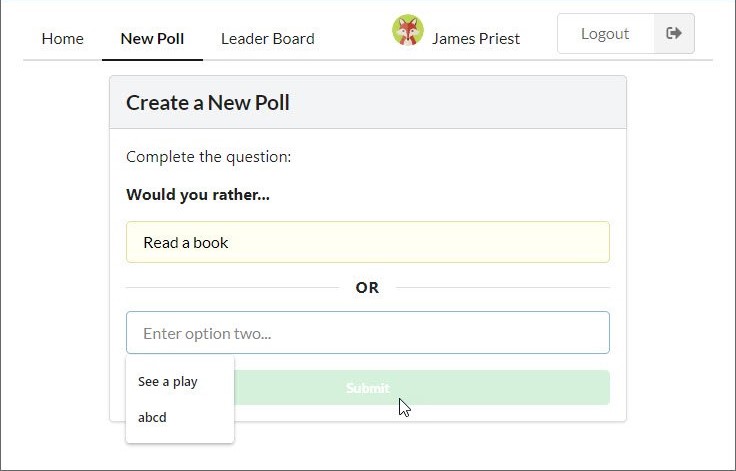 Home New Poll Leader Board James Priest Logout
Create a New Poll
Complete the question:
Would you rather...
Read a book
OR
Enter option two...
See a play
Submit
abcd